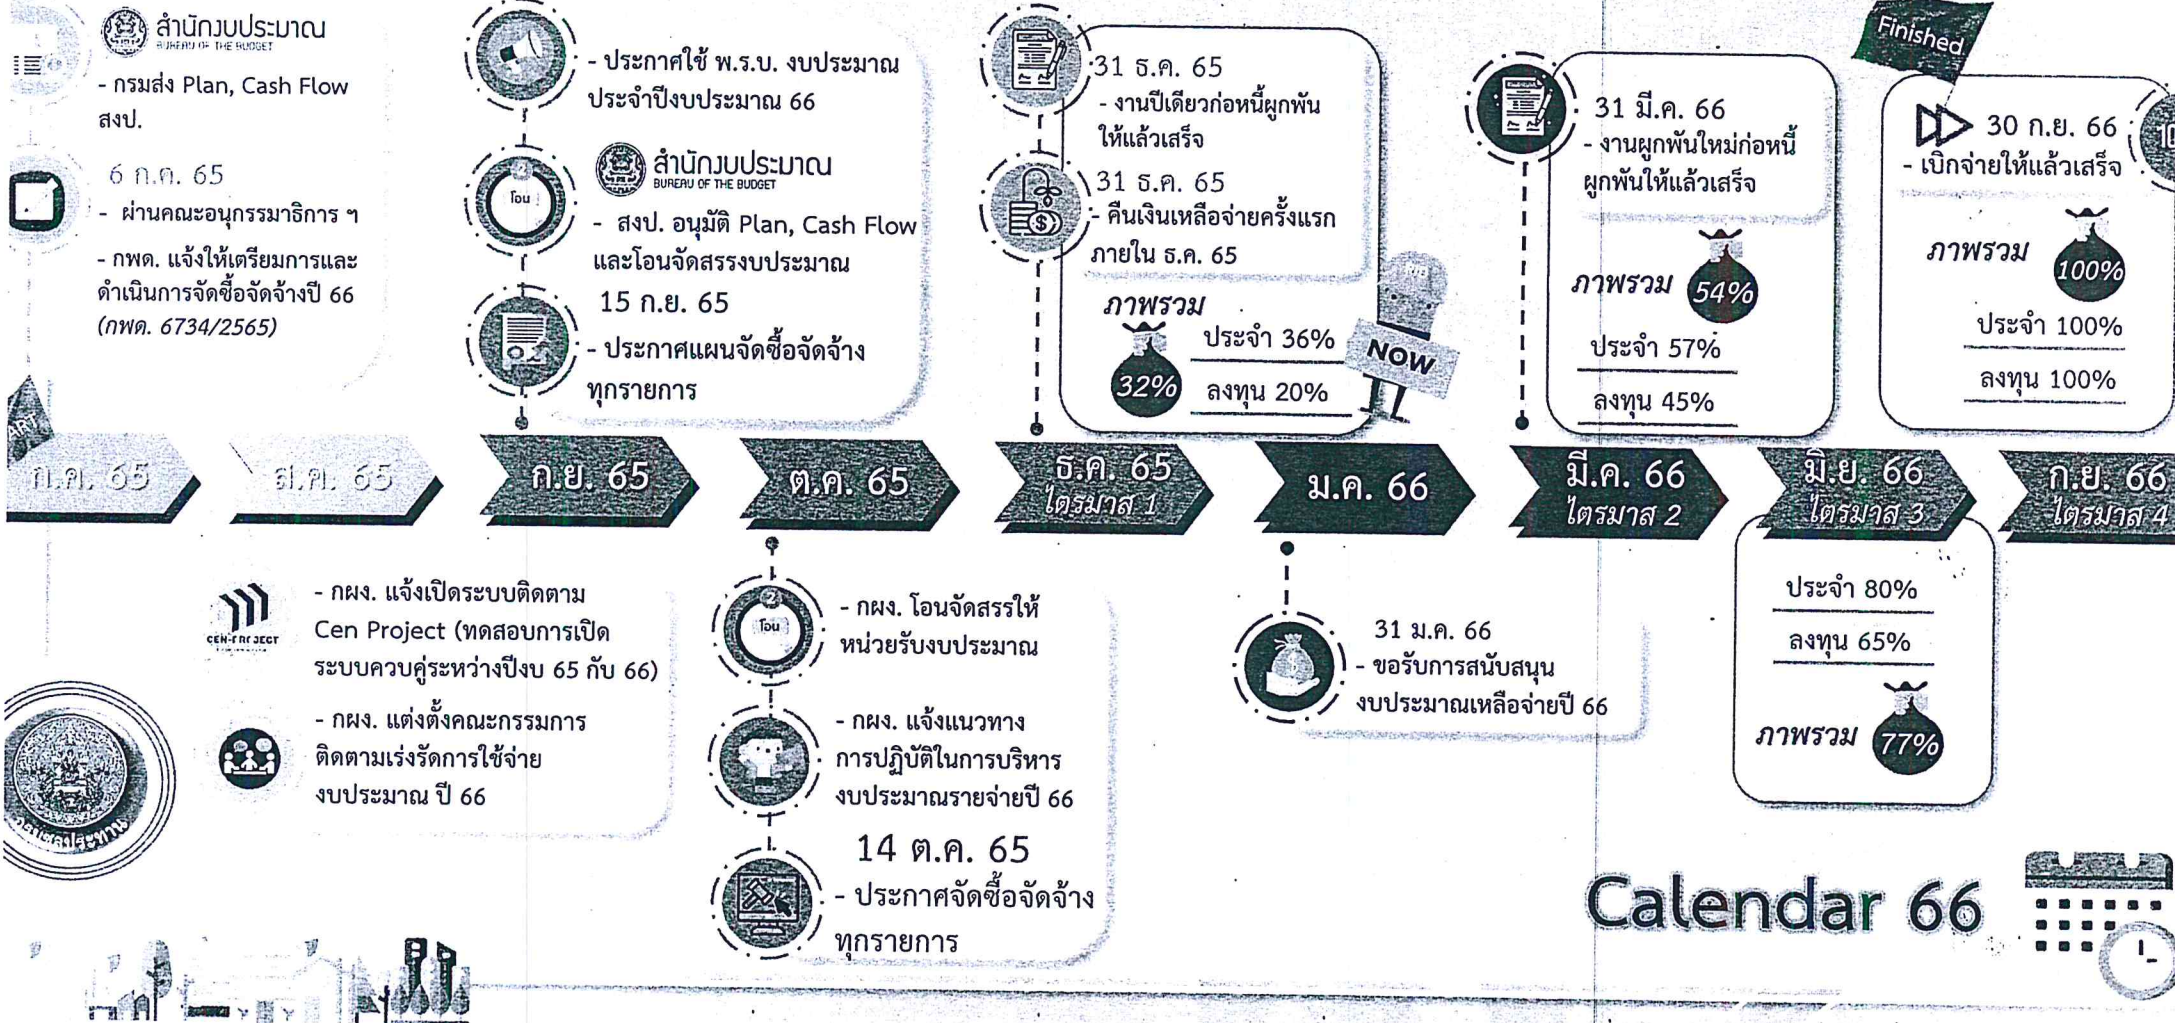 สำนักงบประมาณ
BUREAU OF THE BUDGET
- กรมส่ง Plan, Cash Flow
สงป.
6 ก.ค. 65
- ผ่านคณะอนุกรรมาธิการ ฯ
- กพด. แจ้งให้เตรียมการและ
ดำเนินการจัดซื้อจัดจ้างปี 66
(กพด. 6734/2565)
- ประกาศใช้ พ.ร.บ. งบประมาณ
ประจำปีงบประมาณ 66
โอน
สำนักงบประมาณ
BUREAU OF THE BUDGET
- สงป. อนุมัติ Plan, Cash Flow
และโอนจัดสรรงบประมาณ
15 ก.ย. 65
- ประกาศแผนจัดซื้อจัดจ้าง
ทุกรายการ
31 ธ.ค. 65
- งานปีเดียวก่อหนี้ผูกพัน
ให้แล้วเสร็จ
31 ธ.ค. 65
- คืนเงินเหลือจ่ายครั้งแรก
ภายใน ธ.ค. 65
ภาพรวม
32%
ประจำ 36%
ลงทุน 20%
NOW
31 มี.ค. 66
- งานผูกพันใหม่ก่อหนี้
ผูกพันให้แล้วเสร็จ
ภาพรวม 54%
ประจำ 57%
ลงทุน 45%
Finished
30 ก.ย. 66
- เบิกจ่ายให้แล้วเสร็จ
ภาพรวม 100%
ประจำ 100%
ลงทุน 100%
ก.ค. 65
ส.ค. 65
ก.ย. 65
ต.ค. 65
ธ.ค. 65
ไตรมาส 1
ม.ค. 66
มี.ค. 66
ไตรมาส 2
มิ.ย. 66
ไตรมาส 3
ก.ย. 66
ไตรมาส 4
- กผง. แจ้งเปิดระบบติดตาม
Cen Project (ทดสอบการเปิด
ระบบควบคู่ระหว่างปีงบ 65 กับ 66)
- กผง. แต่งตั้งคณะกรรมการ
ติดตามเร่งรัดการใช้จ่าย
งบประมาณ ปี 66
โอน
- กผง. โอนจัดสรรให้
หน่วยรับงบประมาณ
- กผง. แจ้งแนวทาง
การปฏิบัติในการบริหาร
งบประมาณรายจ่ายปี 66
14 ต.ค. 65
- ประกาศจัดซื้อจัดจ้าง
ทุกรายการ
31 ม.ค. 66
- ขอรับการสนับสนุน
งบประมาณเหลือจ่ายปี 66
ประจำ 80%
ลงทุน 65%
ภาพรวม 77%
Calendar 66